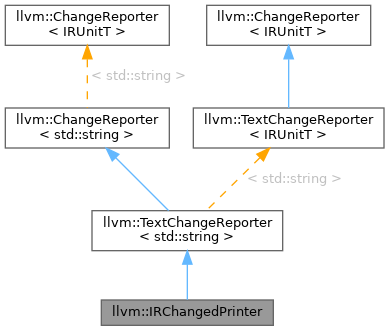 llvm::ChangeReporter
< IRUnitT >
llvm::ChangeReporter
< IRUnitT >
< std::string >
llvm::ChangeReporter
< std::string >
llvm::TextChangeReporter
< IRUnitT >
< std::string >
llvm::TextChangeReporter
< std::string >
llvm::IRChangedPrinter